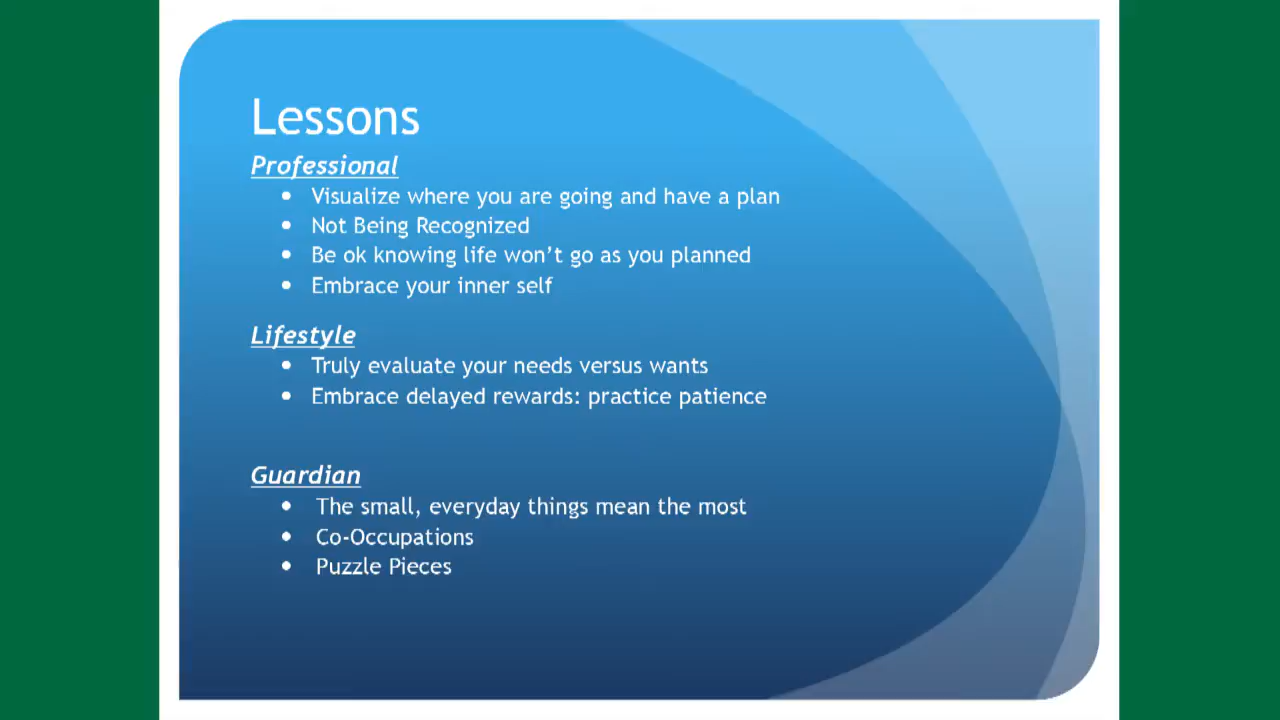 Lessons
Professional
• Visualize where you are going and have a plan
• Not Being Recognized
• Be ok knowing life won’t go as you planned
• Embrace your inner self
Lifestyle
• Truly evaluate your needs versus wants
• Embrace delayed rewards: practice patience
Guardian
• The small, everyday things mean the most
• Co-Occupations
• Puzzle Pieces